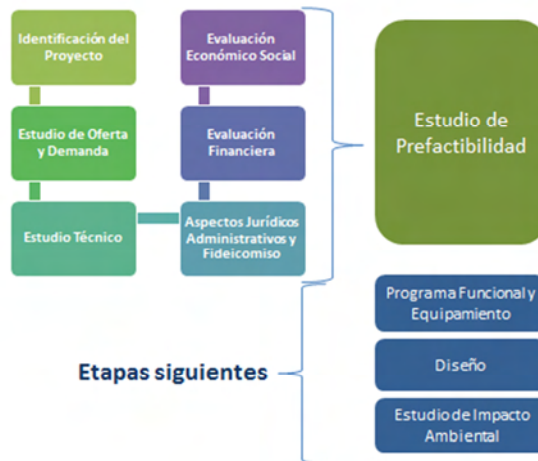 Identificación del
Proyecto
Evaluación
Económico Social
Estudio de Oferta
y Demanda
Evaluación
Financiera
Estudio Técnico
Aspectos Jurídicos
Administrativos y
Fideicomiso
Estudio de
Prefactibilidad
Etapas siguientes
Programa Funcional y
Equipamiento
Diseño
Estudio de Impacto
Ambiental